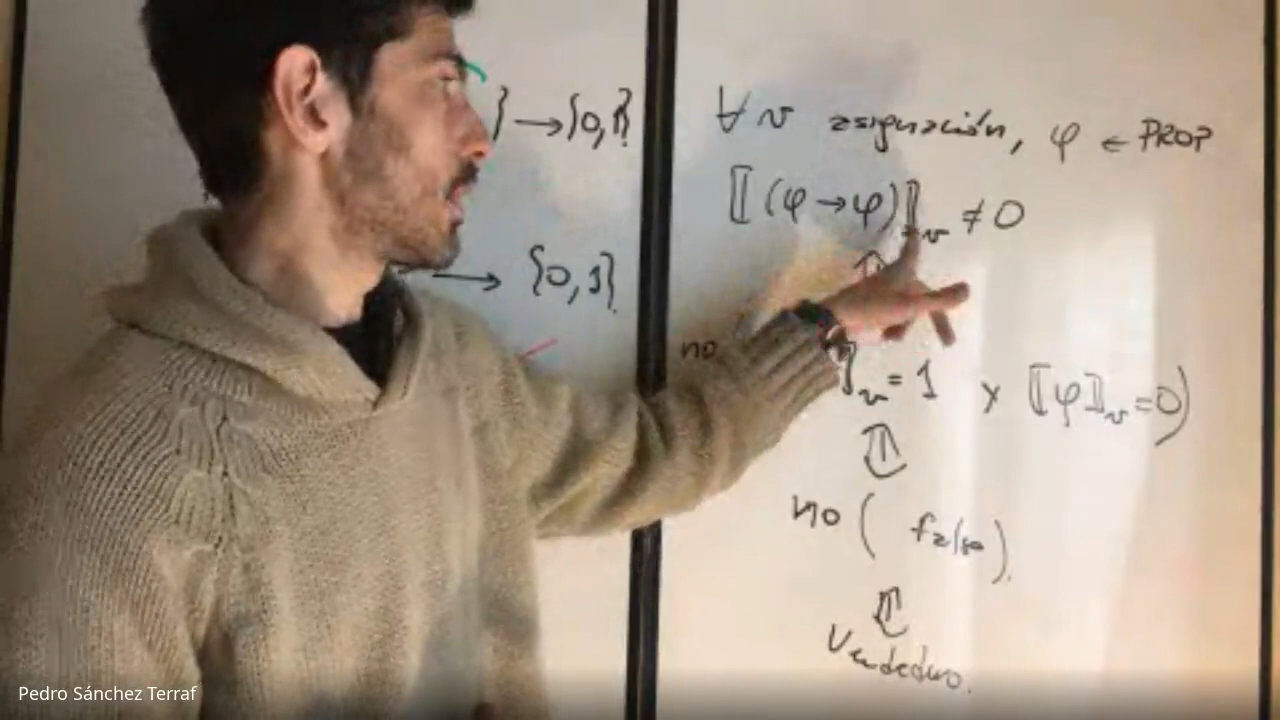 } → {0,1}
→ {0,1}
∀ v asignación, φ ∈ PROP
⟦(φ → φ)⟧v ≠ 0
⇕
no ⟧v = 1 y ⟦φ⟧v = 0)
⇕
no ( falso).
⇕
Verdadero.
Pedro Sánchez Terraf